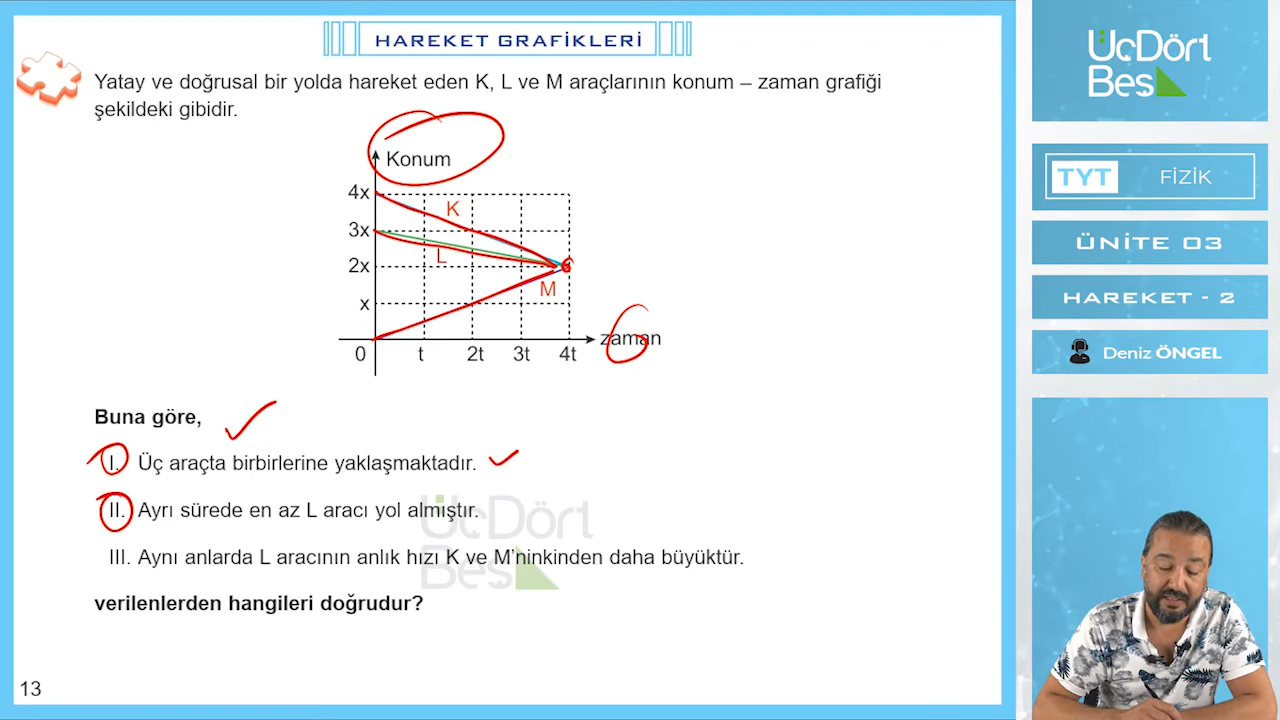 HAREKET GRAFİKLERİ
Yatay ve doğrusal bir yolda hareket eden K, L ve M araçlarının konum – zaman grafiği
şekildeki gibidir.
Konum
4x
K
3x
L
2x
M
x
zaman
0 t 2t 3t 4t
Buna göre,
I. Üç araçta birbirlerine yaklaşmaktadır.
II. Ayrı sürede en az L aracı yol almıştır.
III. Aynı anlarda L aracının anlık hızı K ve M’ninkinden daha büyüktür.
verilenlerden hangileri doğrudur?
13
ÜçDört
Beş
ÜçDört
Beş
TYT FİZİK
ÜNİTE 03
HAREKET - 2
Deniz ÖNGEL